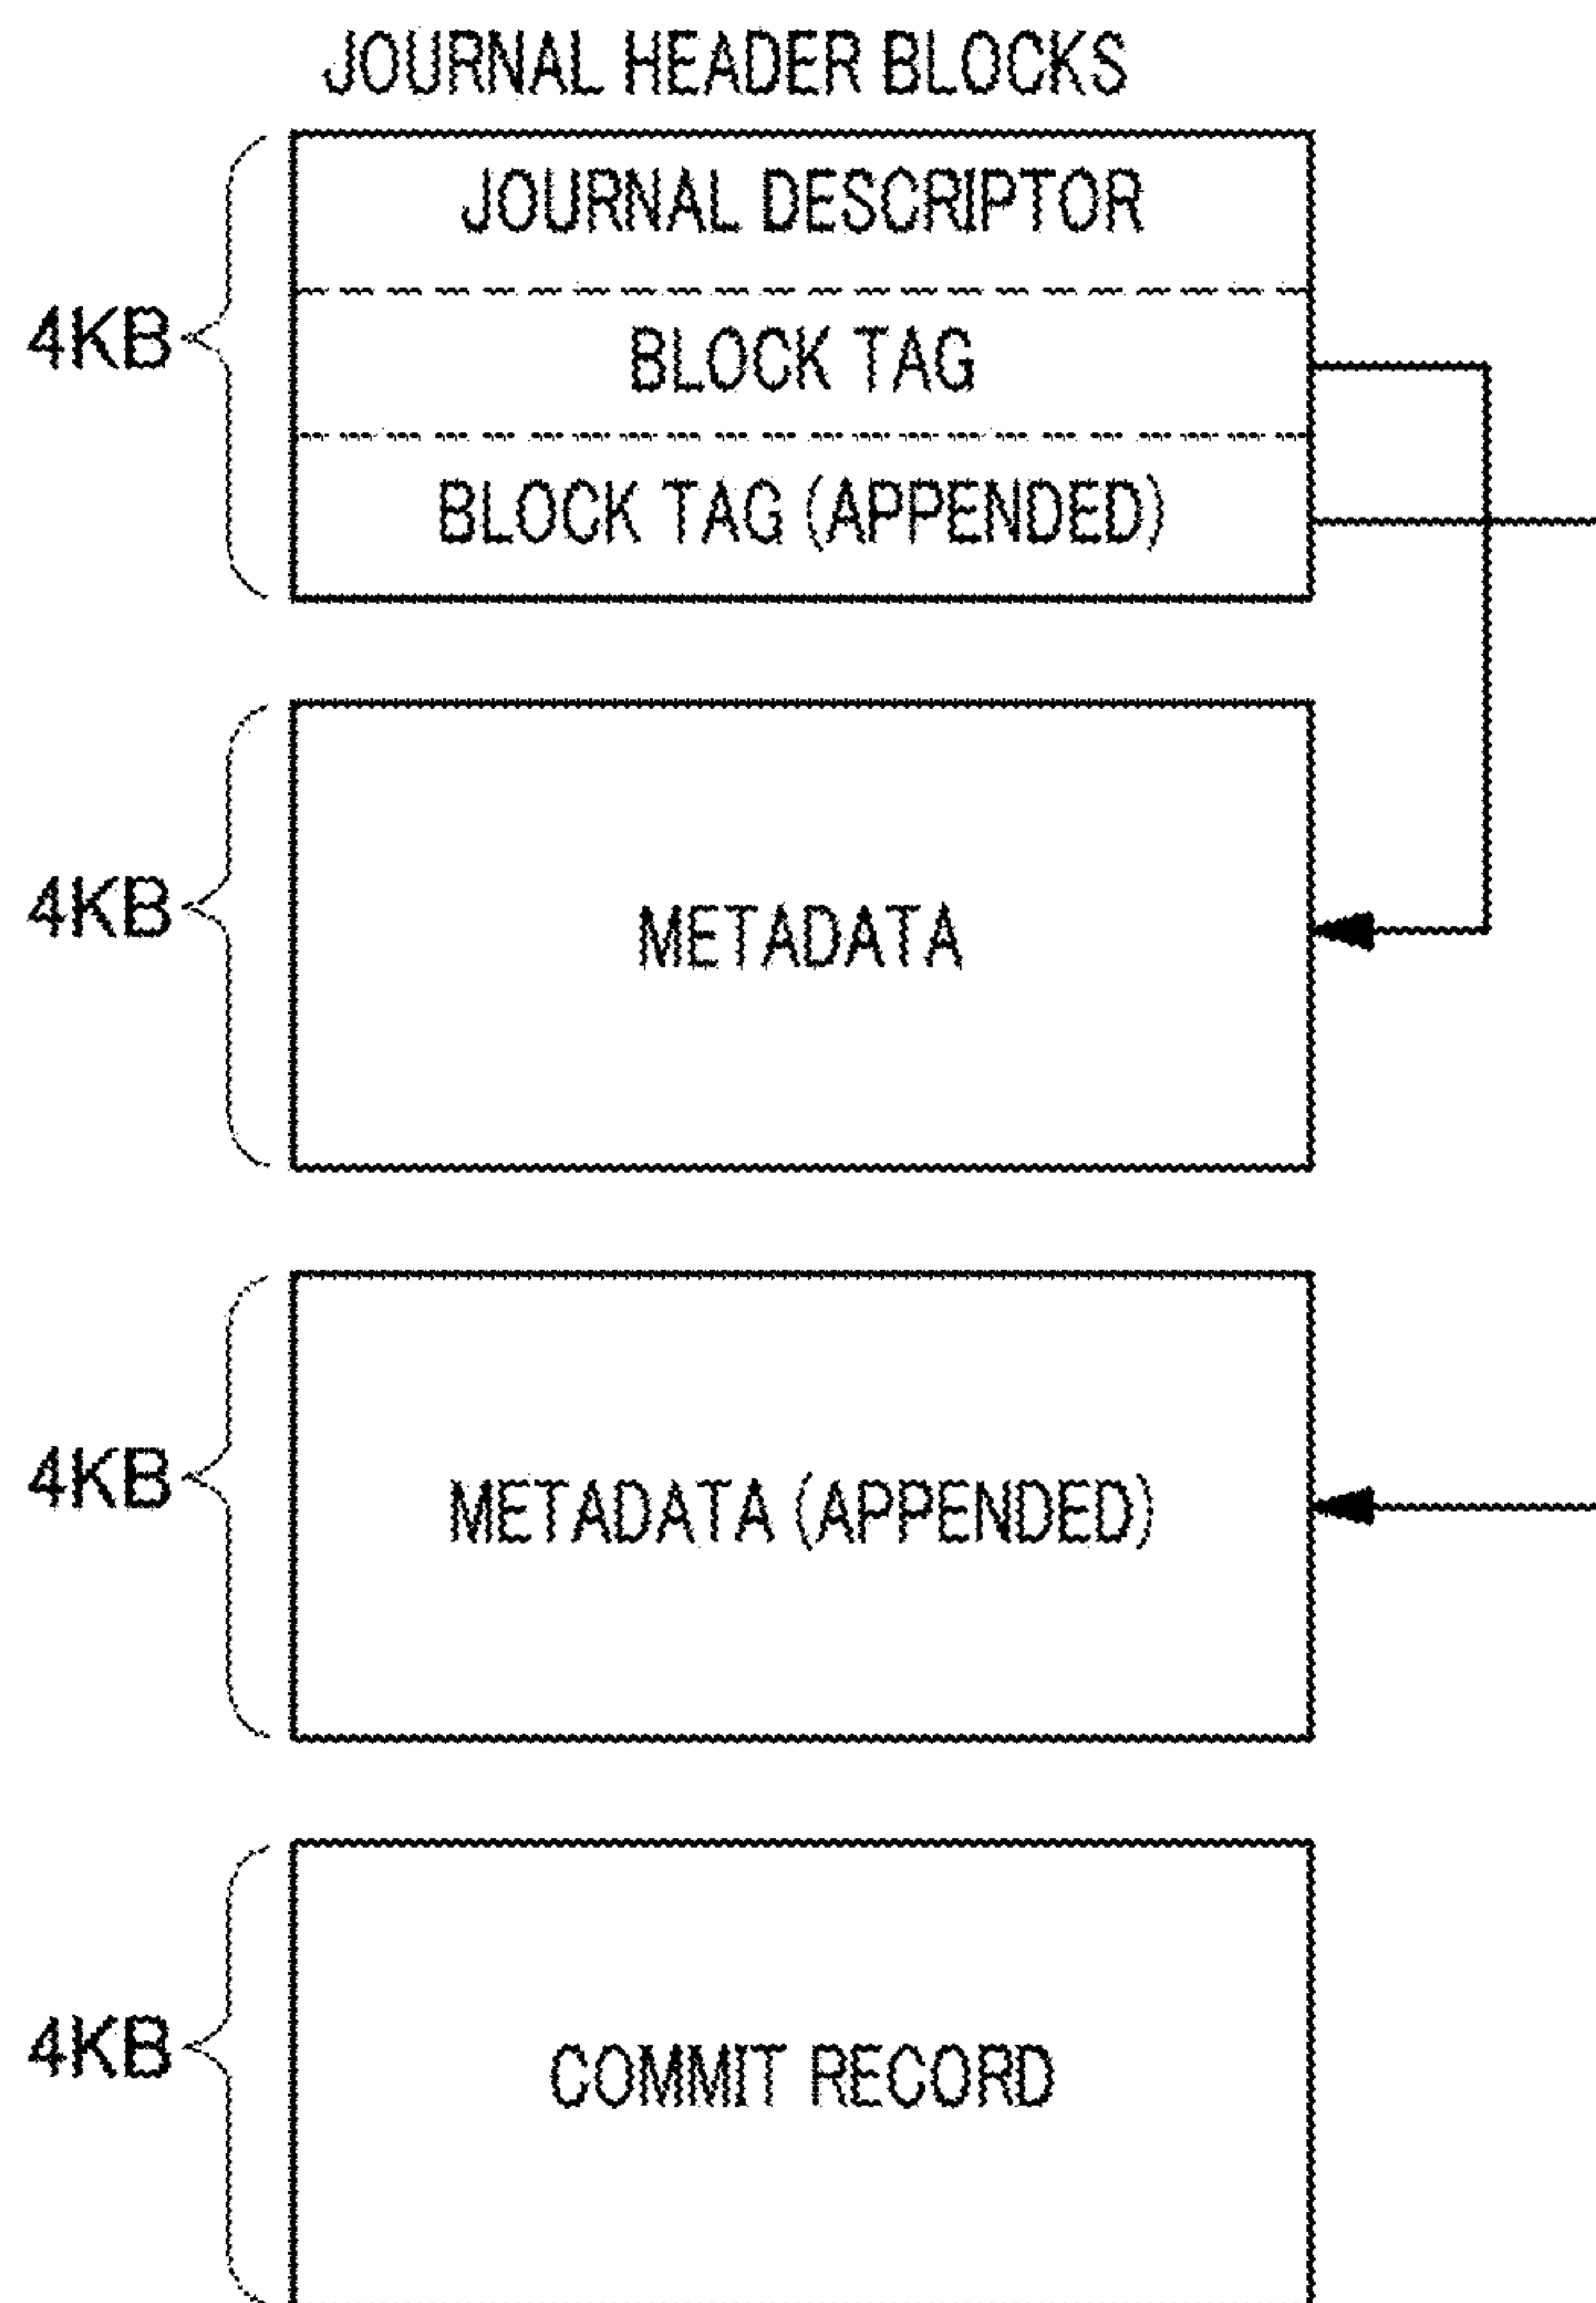 JOURNAL HEADER BLOCKS
JOURNAL DESCRIPTOR
4KB
BLOCK TAG
BLOCK TAG (APPENDED)
4KB
METADATA
4KB
METADATA (APPENDED)
4KB
COMMIT RECORD